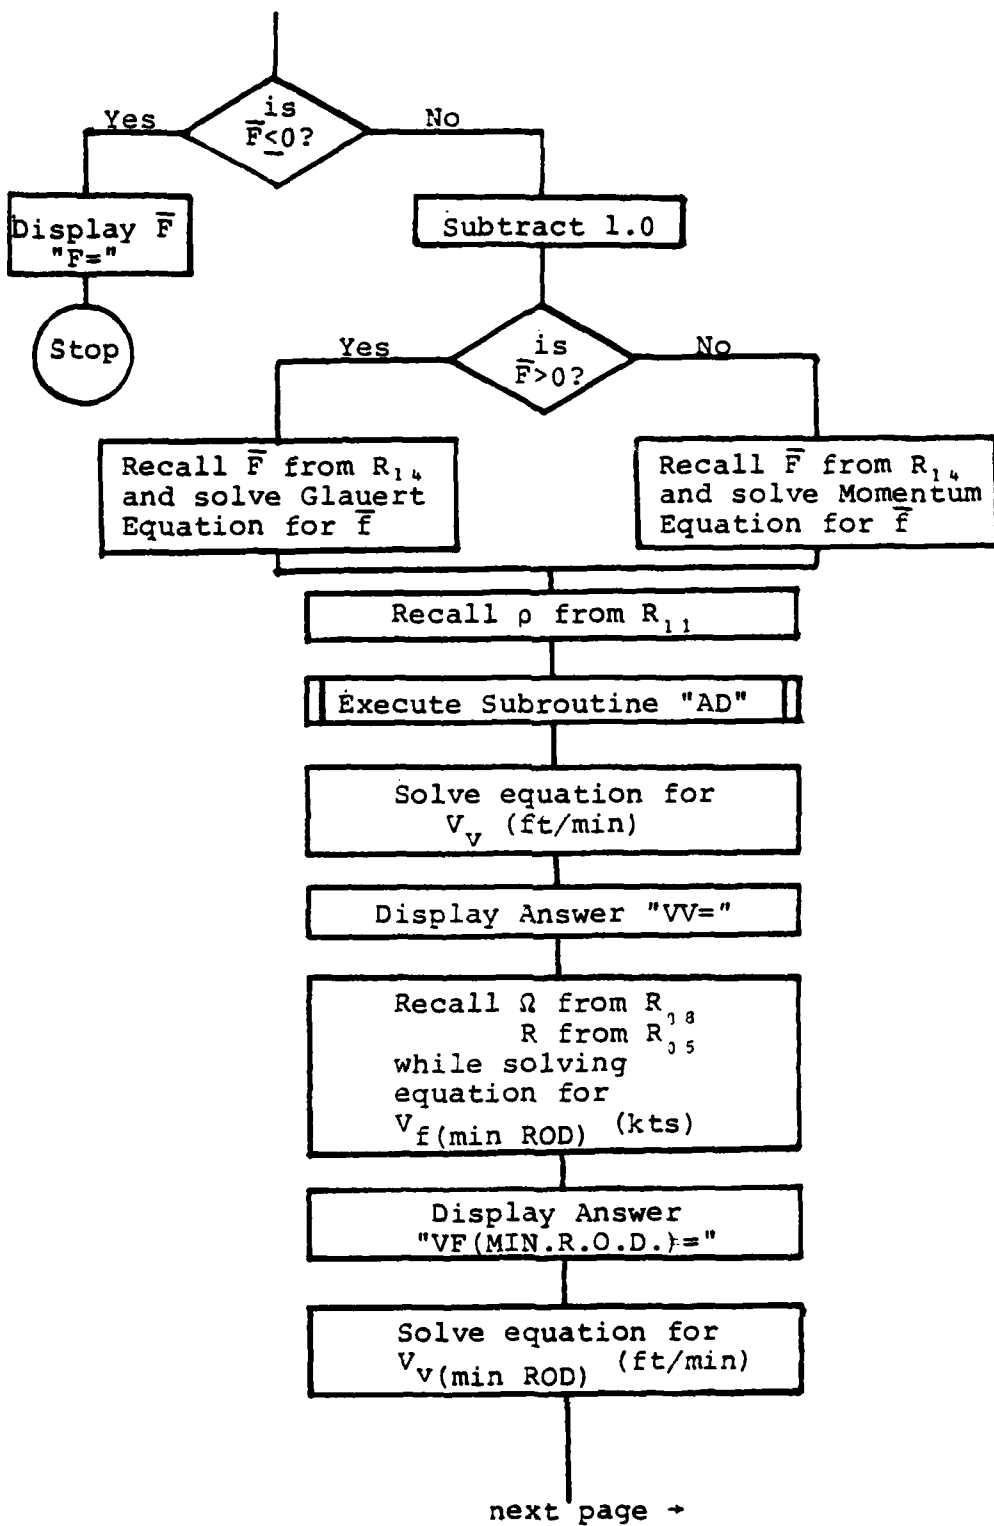 is
F̅≤0?
Yes
No
Display F̅
"F="
Stop
Subtract 1.0
is
F̅>0?
Yes
No
Recall F̅ from R₁₄
and solve Glauert
Equation for f̅
Recall F̅ from R₁₄
and solve Momentum
Equation for f̅
Recall ρ from R₁₁
Execute Subroutine "AD"
Solve equation for
Vᵥ (ft/min)
Display Answer "VV="
Recall Ω from R₀₈
R from R₀₅
while solving
equation for
V f(min ROD) (kts)
Display Answer
"VF(MIN.R.O.D.)="
Solve equation for
V v(min ROD) (ft/min)
next page →